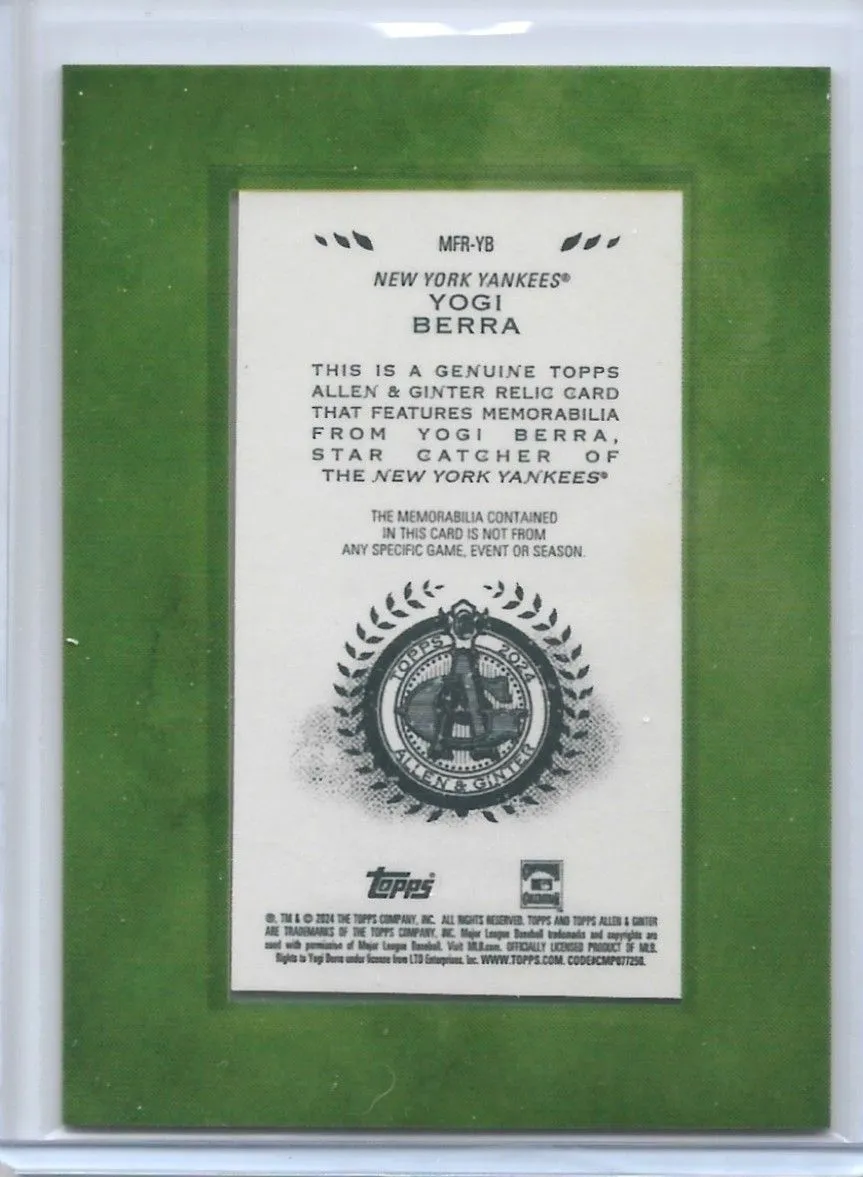 MFR-YB
NEW YORK YANKEES®
YOGI
BERRA
THIS IS A GENUINE TOPPS
ALLEN & GINTER RELIC CARD
THAT FEATURES MEMORABILIA
FROM YOGI BERRA,
STAR CATCHER OF
THE NEW YORK YANKEES®
THE MEMORABILIA CONTAINED
IN THIS CARD IS NOT FROM
ANY SPECIFIC GAME, EVENT OR SEASON.
TOPPS 2024
ALLEN & GINTER
topps
®, TM & © 2024 THE TOPPS COMPANY, INC. ALL RIGHTS RESERVED. TOPPS AND TOPPS ALLEN & GINTER
ARE TRADEMARKS OF THE TOPPS COMPANY, INC. Major League Baseball trademarks and copyrights are
used with permission of Major League Baseball. Visit MLB.com. OFFICIALLY LICENSED PRODUCT OF MLB.
Rights to Yogi Berra under license from LTD Enterprises, Inc. WWW.TOPPS.COM. CODE#CMP077250.